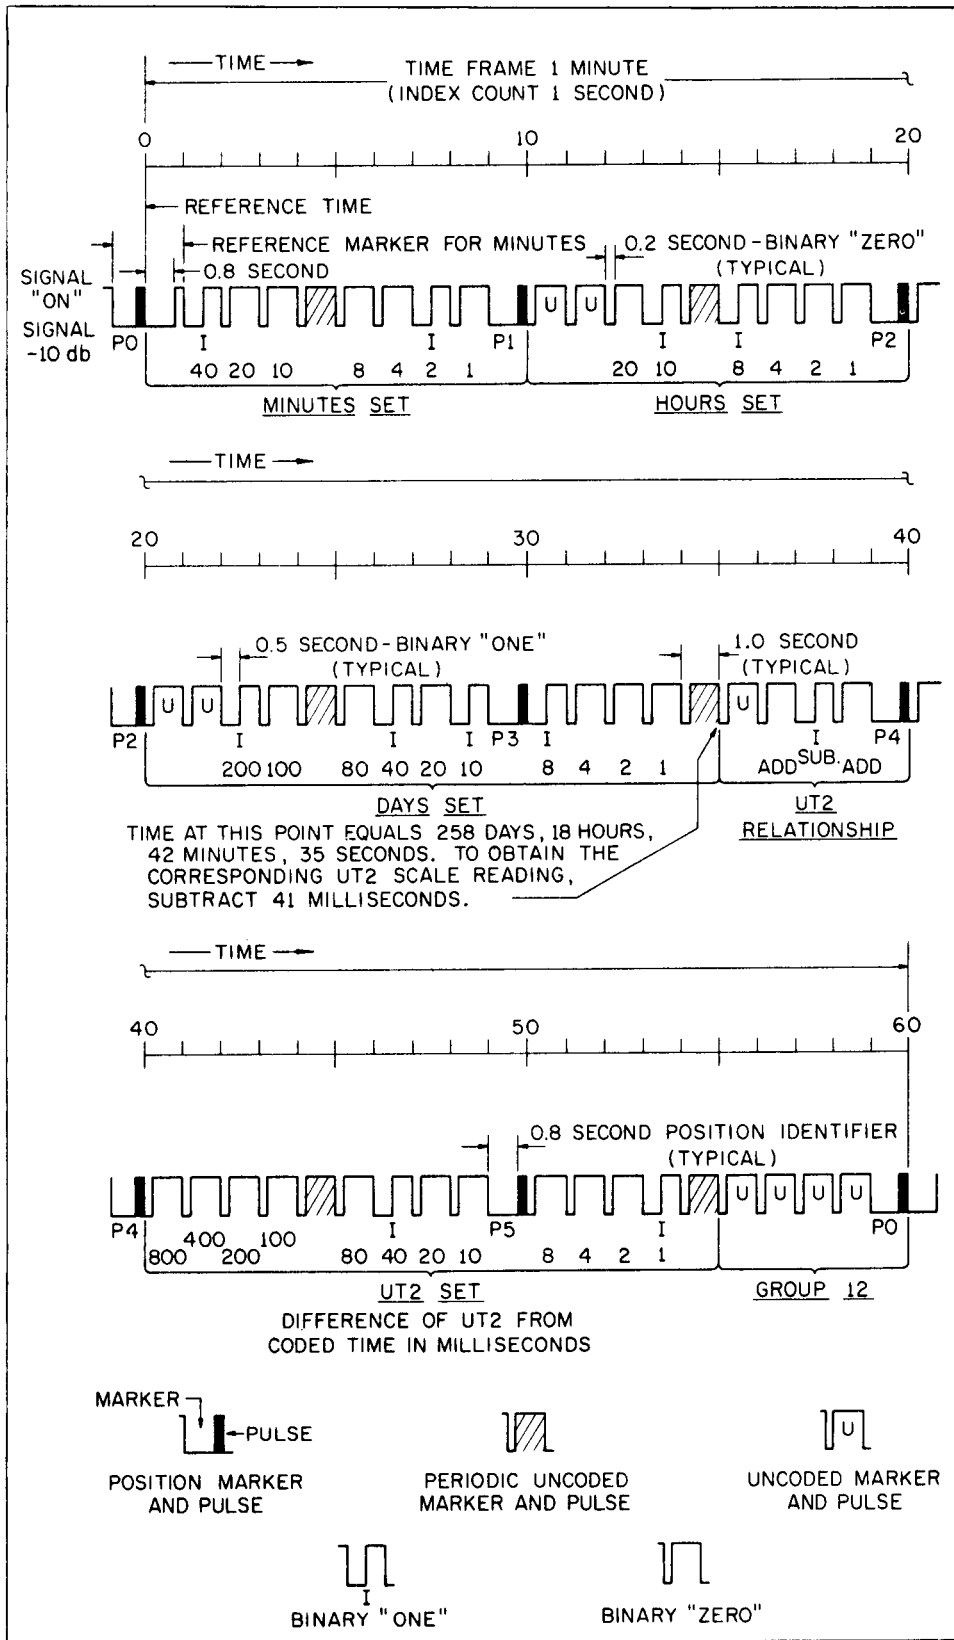 TIME
TIME FRAME 1 MINUTE
(INDEX COUNT 1 SECOND)
0 10 20
REFERENCE TIME
REFERENCE MARKER FOR MINUTES
0.2 SECOND-BINARY "ZERO"
(TYPICAL)
0.8 SECOND
SIGNAL
"ON"
SIGNAL
-10 db
U U
P0 I I P1 I I P2
40 20 10 8 4 2 1 20 10 8 4 2 1
MINUTES SET HOURS SET
TIME
20 30 40
0.5 SECOND-BINARY "ONE"
(TYPICAL)
1.0 SECOND
(TYPICAL)
U U U
P2 I I I P3 I I P4
200 100 80 40 20 10 8 4 2 1 ADD SUB. ADD
DAYS SET
UT2
RELATIONSHIP
TIME AT THIS POINT EQUALS 258 DAYS, 18 HOURS,
42 MINUTES, 35 SECONDS. TO OBTAIN THE
CORRESPONDING UT2 SCALE READING,
SUBTRACT 41 MILLISECONDS.
TIME
40 50 60
0.8 SECOND POSITION IDENTIFIER
(TYPICAL)
U U U U
P4 I P5 I P0
800 400 200 100 80 40 20 10 8 4 2 1
UT2 SET GROUP 12
DIFFERENCE OF UT2 FROM
CODED TIME IN MILLISECONDS
MARKER
PULSE
POSITION MARKER
AND PULSE
PERIODIC UNCODED
MARKER AND PULSE
U
UNCODED MARKER
AND PULSE
I
BINARY "ONE"
BINARY "ZERO"